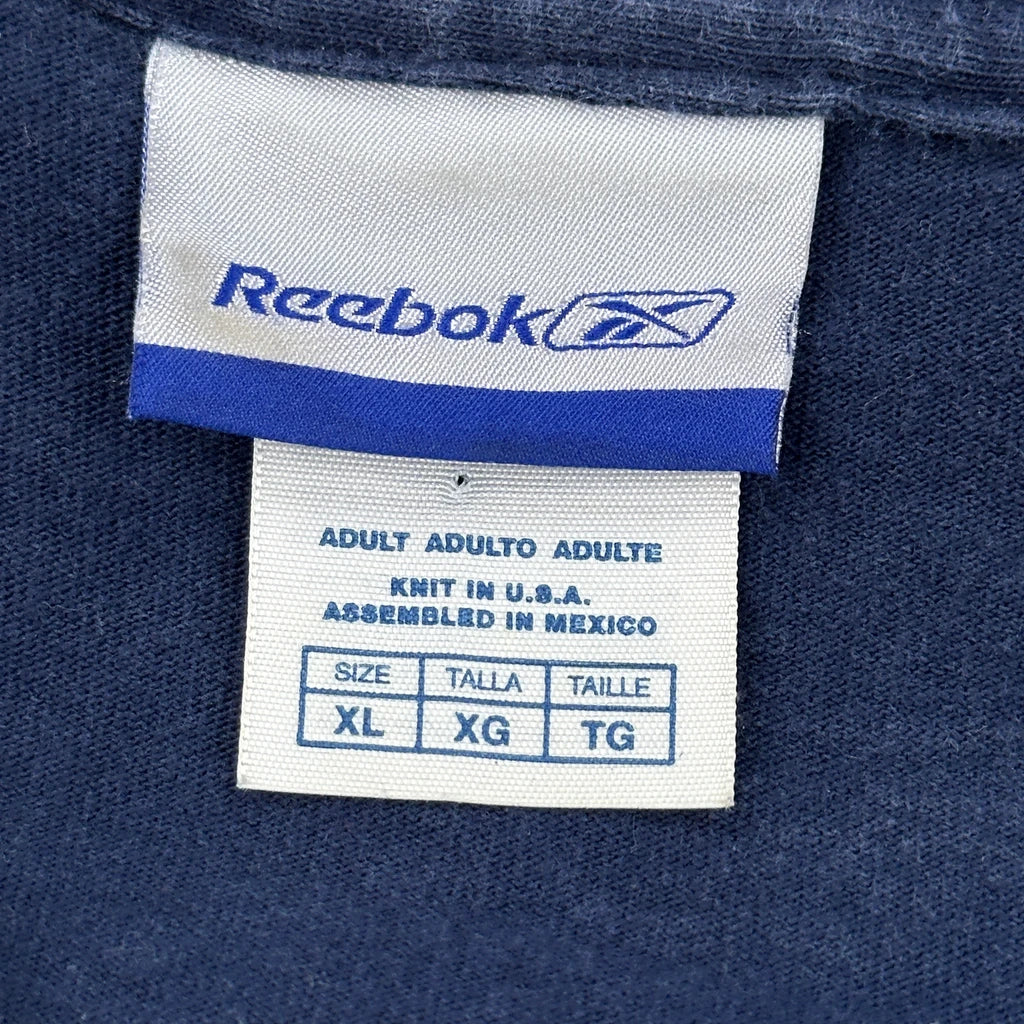 Reebok
ADULT ADULTO ADULTE
KNIT IN U.S.A.
ASSEMBLED IN MEXICO
SIZE TALLA TAILLE
XL XG TG